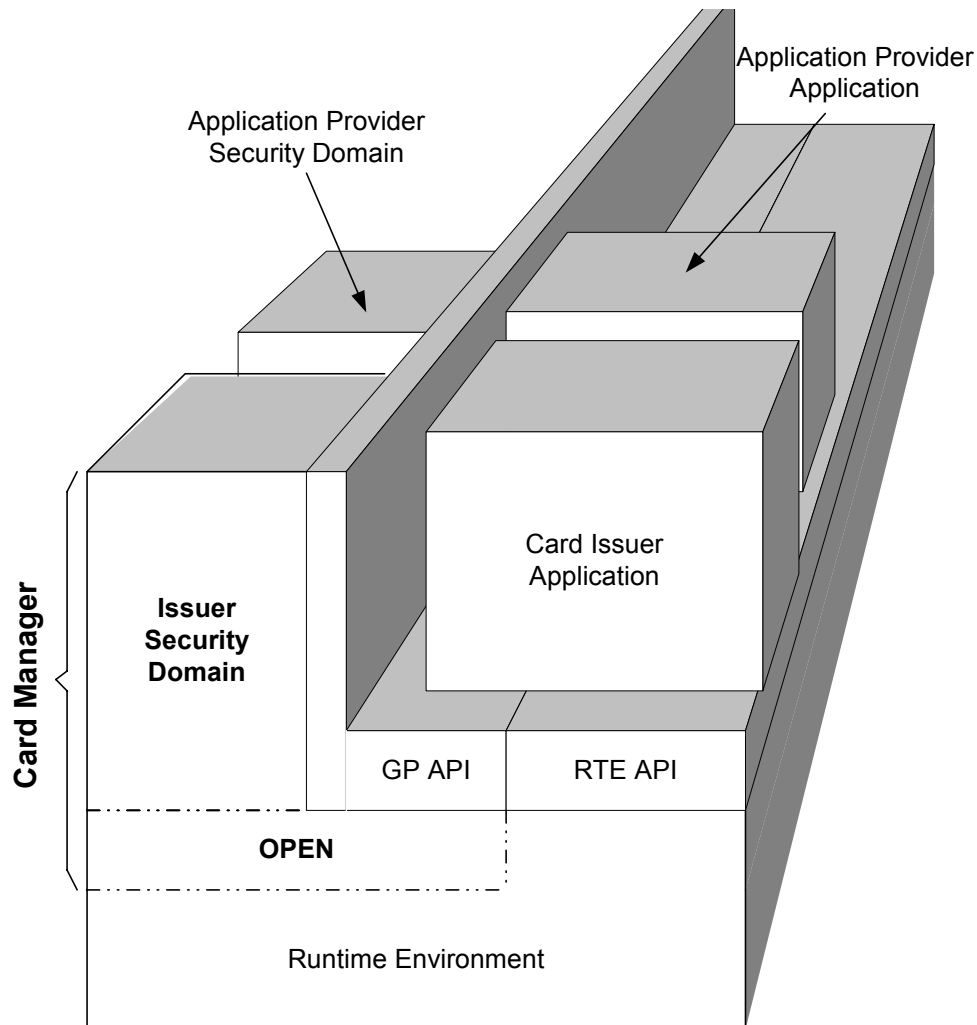 Application Provider
Application
Application Provider
Security Domain
Card Issuer
Application
Issuer
Security
Domain
Card Manager
GP API
RTE API
OPEN
Runtime Environment